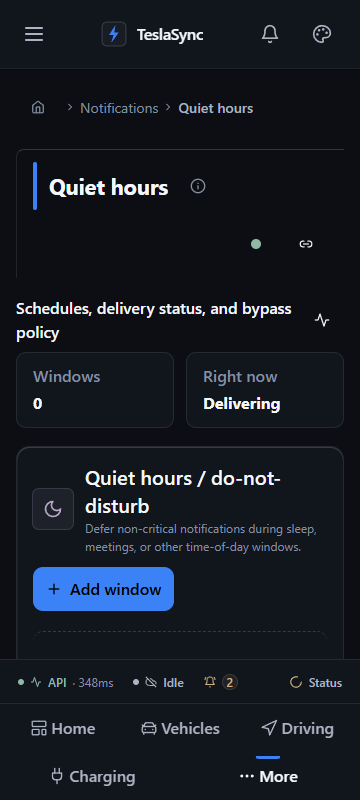 TeslaSync
Notifications
Quiet hours
Quiet hours
Schedules, delivery status, and bypass
policy
Windows
0
Right now
Delivering
Quiet hours / do-not-
disturb
Defer non-critical notifications during sleep,
meetings, or other time-of-day windows.
Add window
API · 348ms
Idle
2
Status
Home
Vehicles
Driving
Charging
More